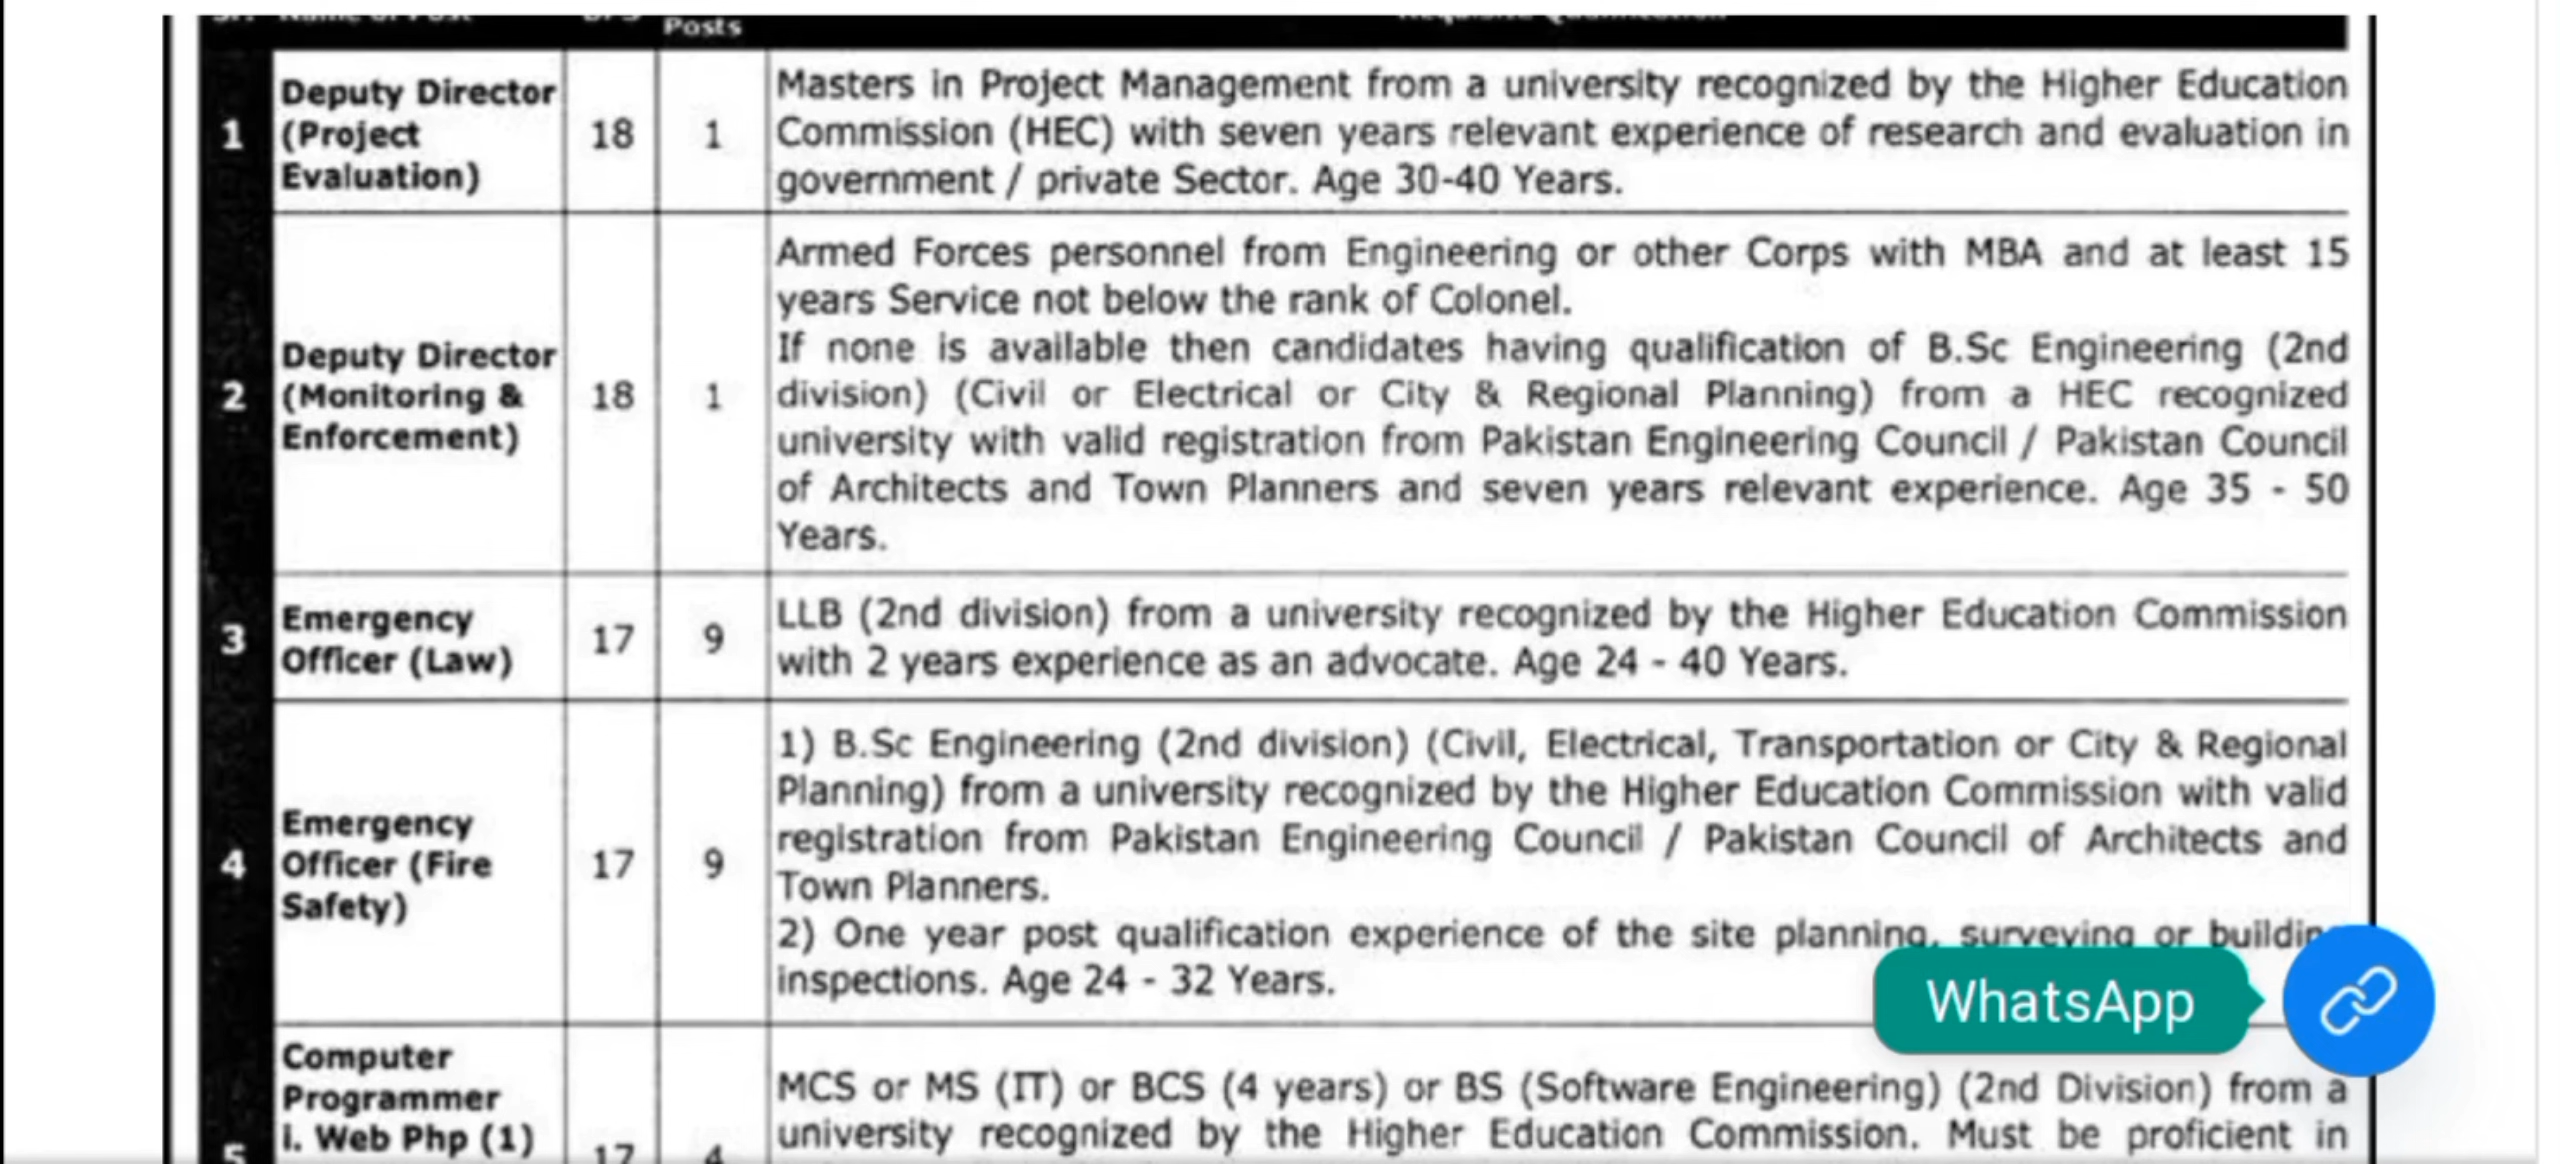 Sr. Name of Post BPS Posts Requisite Qualification
1
Deputy Director
(Project
Evaluation)
18
1
Masters in Project Management from a university recognized by the Higher Education
Commission (HEC) with seven years relevant experience of research and evaluation in
government / private Sector. Age 30-40 Years.
2
Deputy Director
(Monitoring &
Enforcement)
18
1
Armed Forces personnel from Engineering or other Corps with MBA and at least 15
years Service not below the rank of Colonel.
If none is available then candidates having qualification of B.Sc Engineering (2nd
division) (Civil or Electrical or City & Regional Planning) from a HEC recognized
university with valid registration from Pakistan Engineering Council / Pakistan Council
of Architects and Town Planners and seven years relevant experience. Age 35 - 50
Years.
3
Emergency
Officer (Law)
17
9
LLB (2nd division) from a university recognized by the Higher Education Commission
with 2 years experience as an advocate. Age 24 - 40 Years.
4
Emergency
Officer (Fire
Safety)
17
9
1) B.Sc Engineering (2nd division) (Civil, Electrical, Transportation or City & Regional
Planning) from a university recognized by the Higher Education Commission with valid
registration from Pakistan Engineering Council / Pakistan Council of Architects and
Town Planners.
2) One year post qualification experience of the site planning, surveying or building
inspections. Age 24 - 32 Years.
WhatsApp
5
Computer
Programmer
i. Web Php (1)
17
4
MCS or MS (IT) or BCS (4 years) or BS (Software Engineering) (2nd Division) from a
university recognized by the Higher Education Commission. Must be proficient in